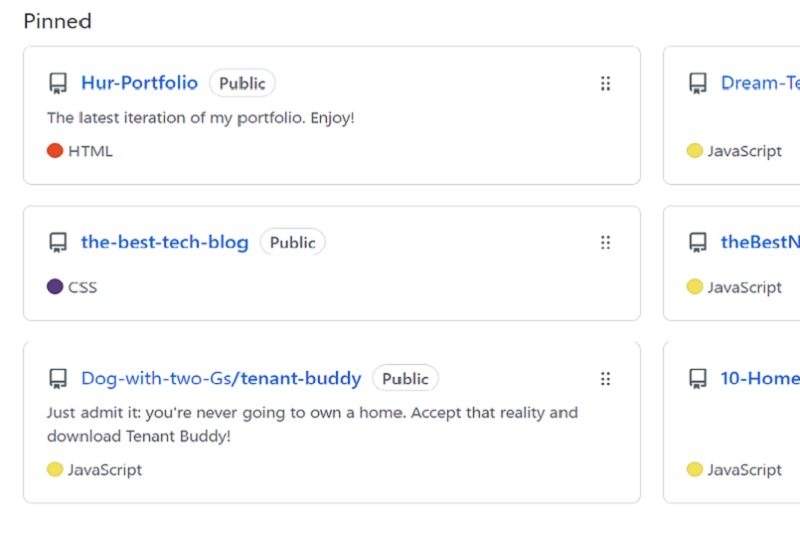 Pinned
Hur-Portfolio Public
The latest iteration of my portfolio. Enjoy!
HTML
Dream-Te
JavaScript
the-best-tech-blog Public
CSS
theBestN
JavaScript
Dog-with-two-Gs/tenant-buddy Public
Just admit it: you're never going to own a home. Accept that reality and
download Tenant Buddy!
JavaScript
10-Home
JavaScript